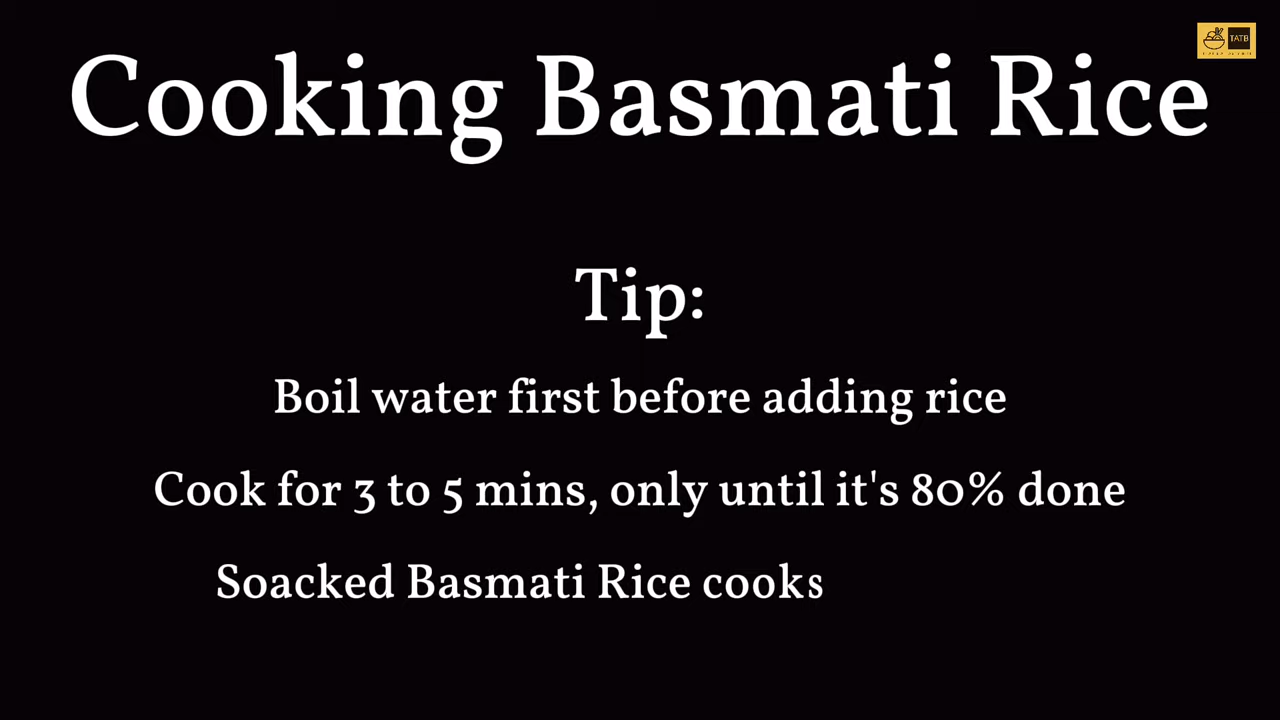 TATB
Cooking Basmati Rice
Tip:
Boil water first before adding rice
Cook for 3 to 5 mins, only until it's 80% done
Soacked Basmati Rice cooks